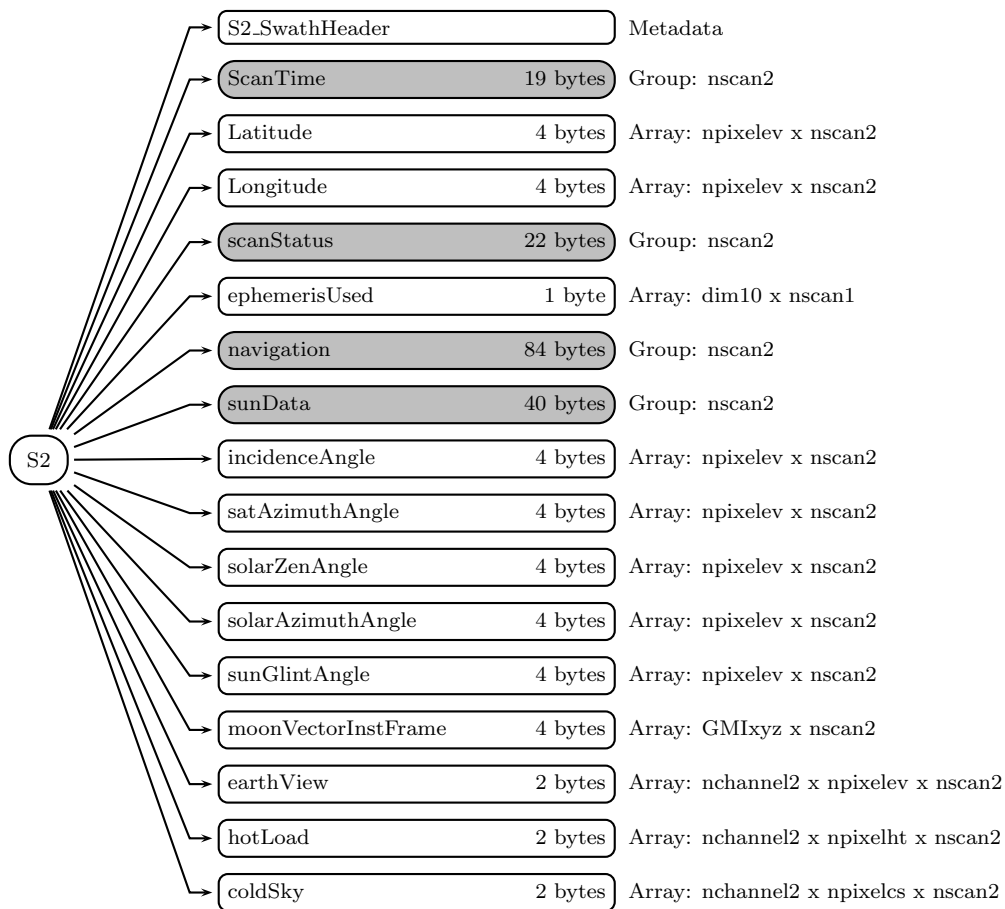 S2_SwathHeader Metadata
ScanTime 19 bytes Group: nscan2
Latitude 4 bytes Array: npixelev x nscan2
Longitude 4 bytes Array: npixelev x nscan2
scanStatus 22 bytes Group: nscan2
ephemerisUsed 1 byte Array: dim10 x nscan1
navigation 84 bytes Group: nscan2
sunData 40 bytes Group: nscan2
S2
incidenceAngle 4 bytes Array: npixelev x nscan2
satAzimuthAngle 4 bytes Array: npixelev x nscan2
solarZenAngle 4 bytes Array: npixelev x nscan2
solarAzimuthAngle 4 bytes Array: npixelev x nscan2
sunGlintAngle 4 bytes Array: npixelev x nscan2
moonVectorInstFrame 4 bytes Array: GMIxyz x nscan2
earthView 2 bytes Array: nchannel2 x npixelev x nscan2
hotLoad 2 bytes Array: nchannel2 x npixelht x nscan2
coldSky 2 bytes Array: nchannel2 x npixelcs x nscan2